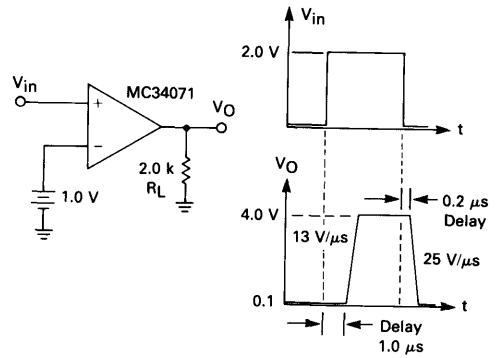 Vin
MC34071
+
−
VO
1.0 V
2.0 k
RL
Vin
2.0 V
t
VO
4.0 V
13 V/μs
0.2 μs
Delay
25 V/μs
0.1
t
Delay
1.0 μs